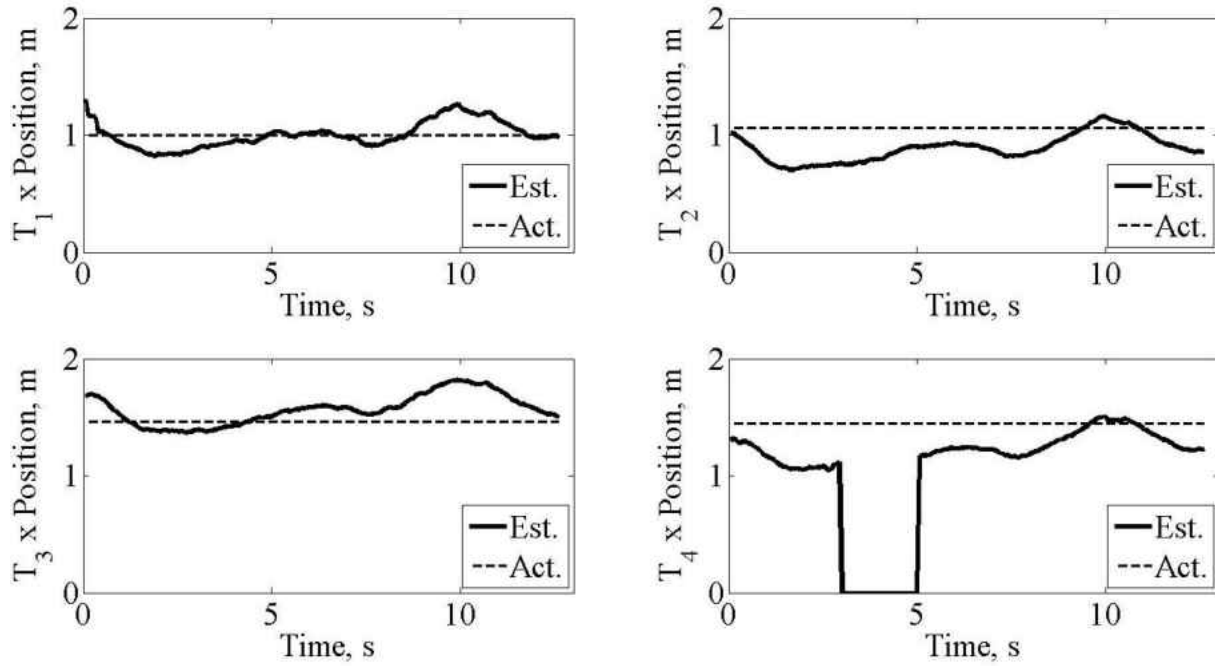 2
1
0
T1 x Position, m
0
5
10
Time, s
Est.
Act.
2
1
0
T2 x Position, m
0
5
10
Time, s
Est.
Act.
2
1
0
T3 x Position, m
0
5
10
Time, s
Est.
Act.
2
1
0
T4 x Position, m
0
5
10
Time, s
Est.
Act.